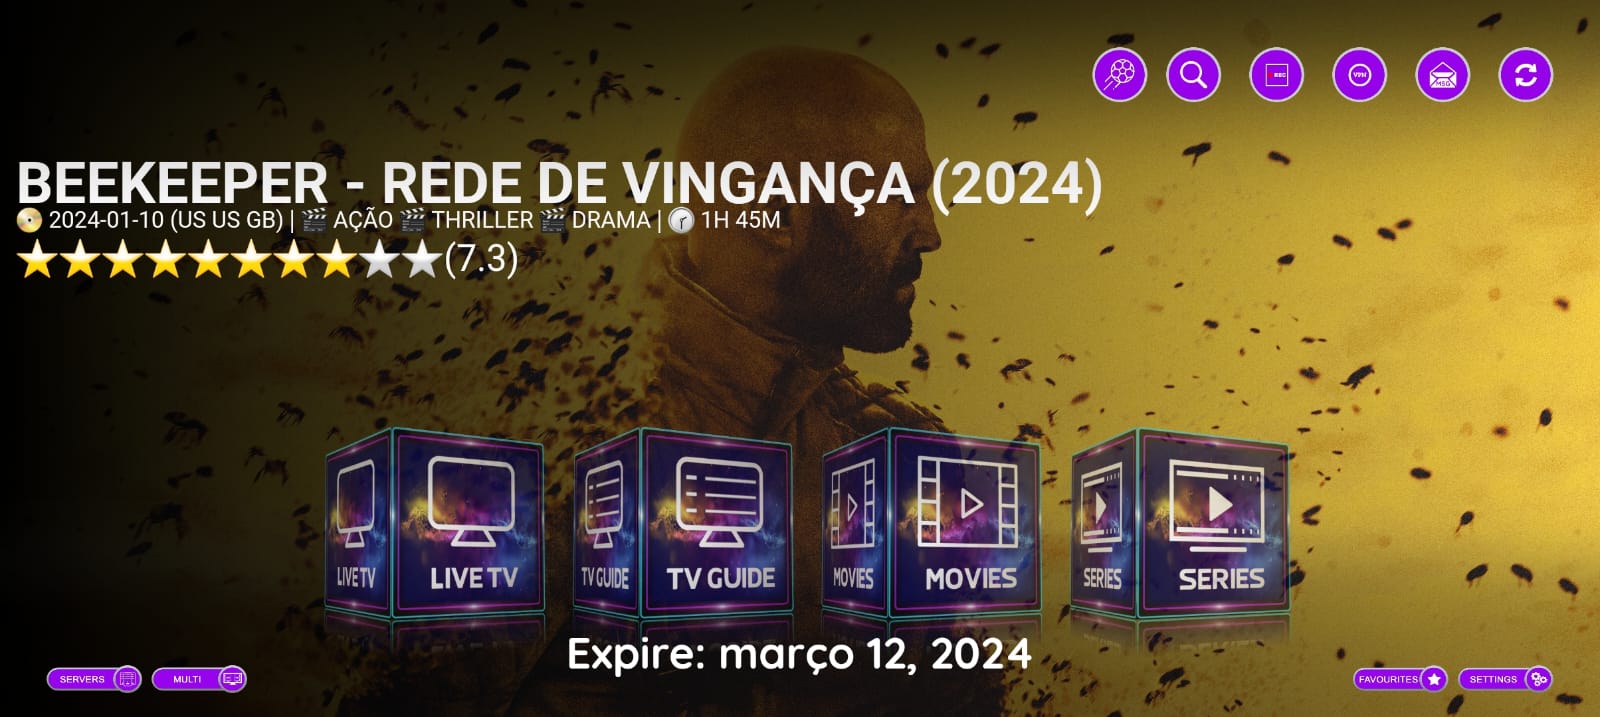 REC
VPN
MSG
BEEKEEPER - REDE DE VINGANÇA (2024)
2024-01-10 (US US GB) | AÇÃO THRILLER DRAMA | 1H 45M
(7.3)
LIVE TV LIVE TV TV GUIDE TV GUIDE MOVIES MOVIES SERIES SERIES
Expire: março 12, 2024
SERVERS MULTI FAVOURITES SETTINGS